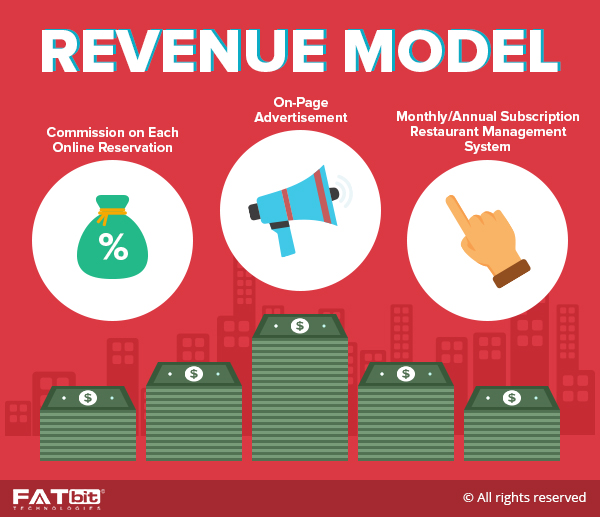 REVENUE MODEL
Commission on Each
Online Reservation
%
On-Page
Advertisement
Monthly/Annual Subscription
Restaurant Management
System
$
$
$
$
$
FATbit®
TECHNOLOGIES
© All rights reserved